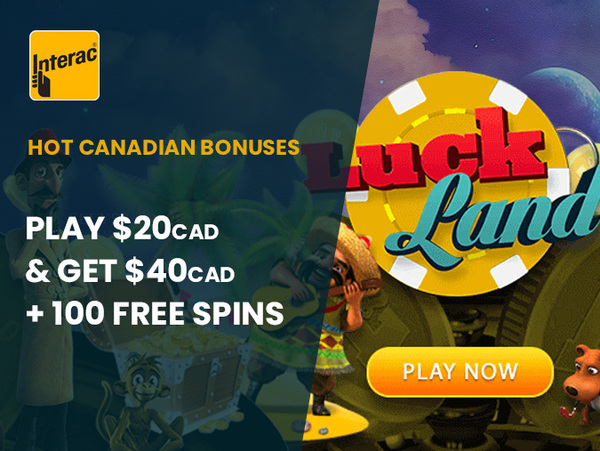 Interac®
HOT CANADIAN BONUSES
PLAY $20CAD
& GET $40CAD
+ 100 FREE SPINS
Luck
Land
PLAY NOW